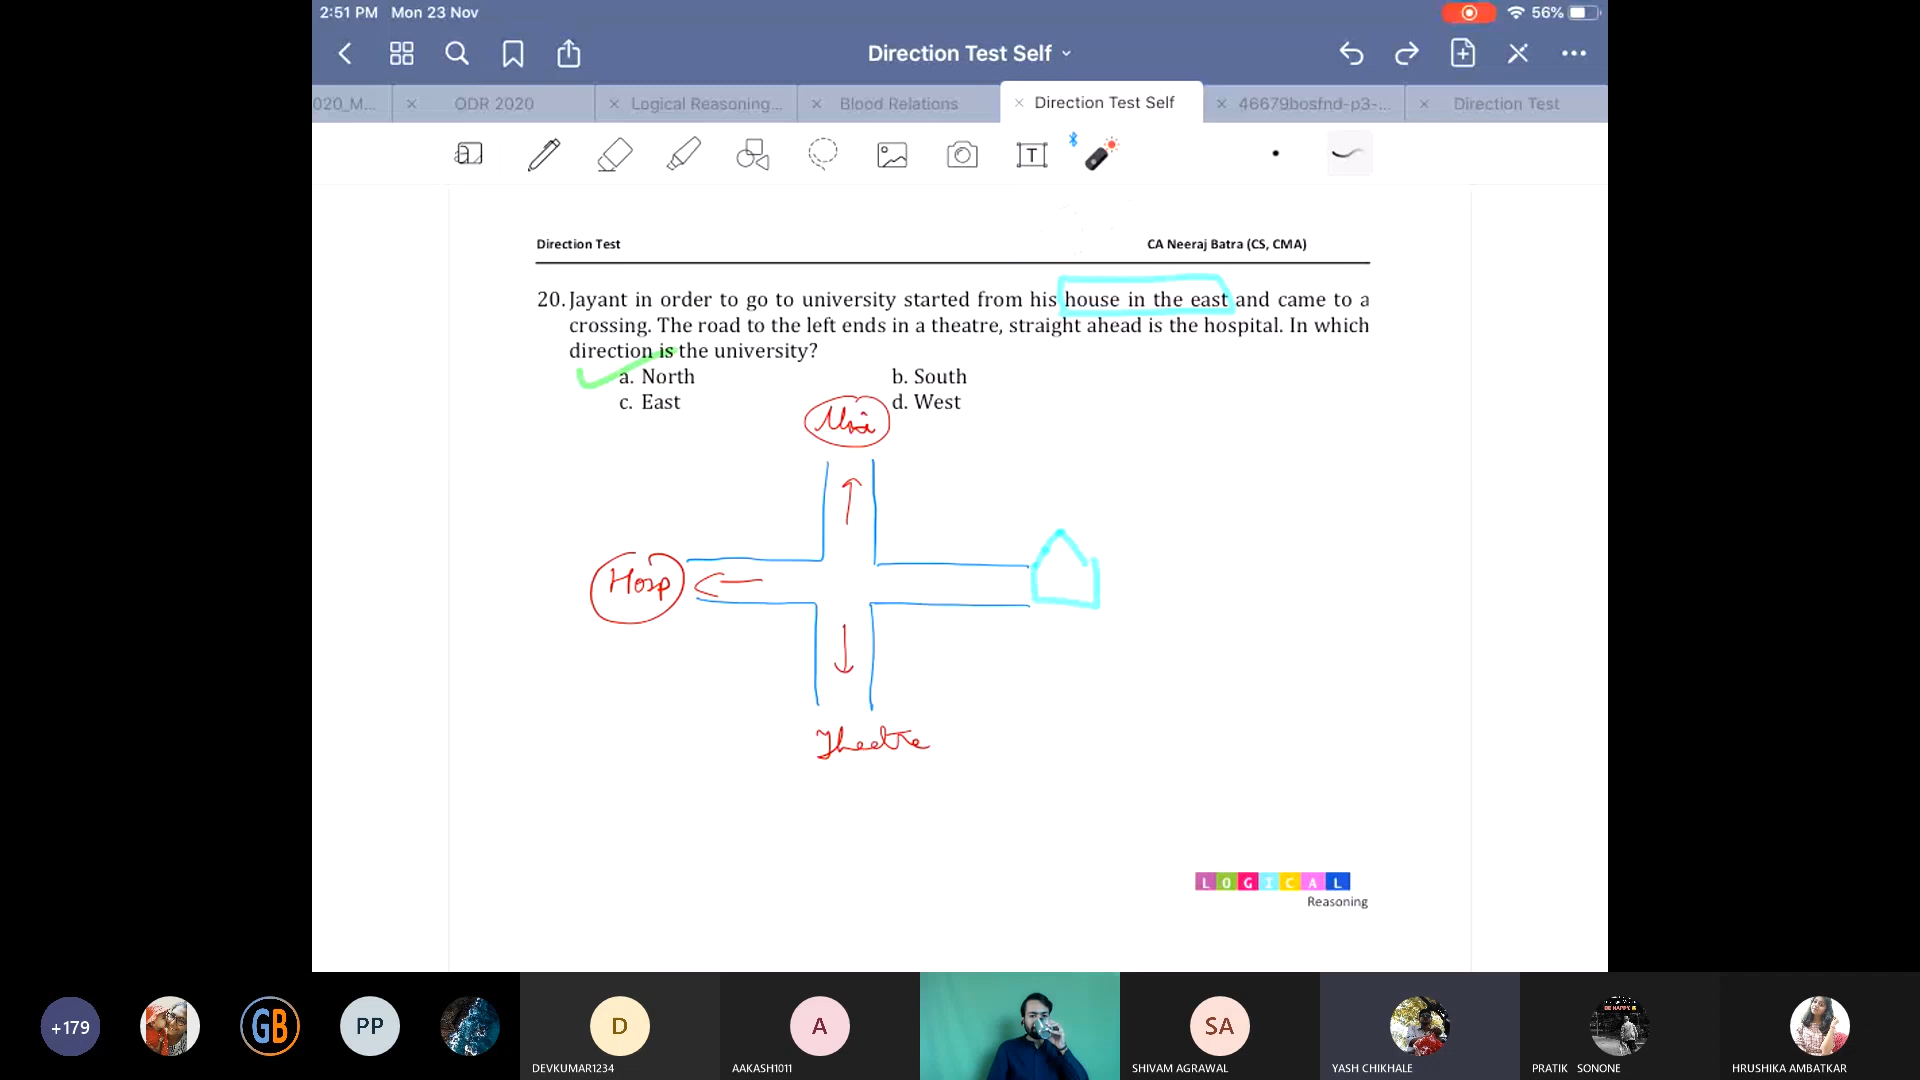 2:51 PM Mon 23 Nov
56%
Direction Test Self
020_M...
ODR 2020
Logical Reasoning...
Blood Relations
Direction Test Self
46679bosfnd-p3-...
Direction Test
Direction Test
CA Neeraj Batra (CS, CMA)
20. Jayant in order to go to university started from his house in the east and came to a
crossing. The road to the left ends in a theatre, straight ahead is the hospital. In which
direction is the university?
a. North b. South
c. East d. West
Uni
Hosp
Theatre
LOGICAL
Reasoning
+179
GB
PP
D
A
SA
DEVKUMAR1234
AAKASH1011
SHIVAM AGRAWAL
YASH CHIKHALE
PRATIK SONONE
HRUSHIKA AMBATKAR